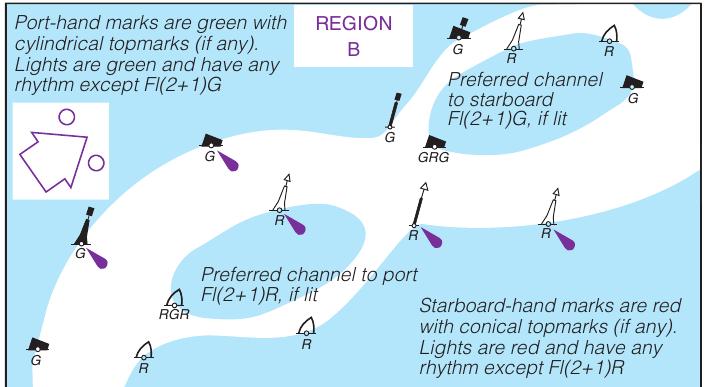 Port-hand marks are green with
cylindrical topmarks (if any).
Lights are green and have any
rhythm except Fl(2+1)G
REGION
B
G
R
R
Preferred channel
to starboard
Fl(2+1)G, if lit
G
G
GRG
G
R
R
R
G
Preferred channel to port
Fl(2+1)R, if lit
RGR
Starboard-hand marks are red
with conical topmarks (if any).
Lights are red and have any
rhythm except Fl(2+1)R
R
G
R